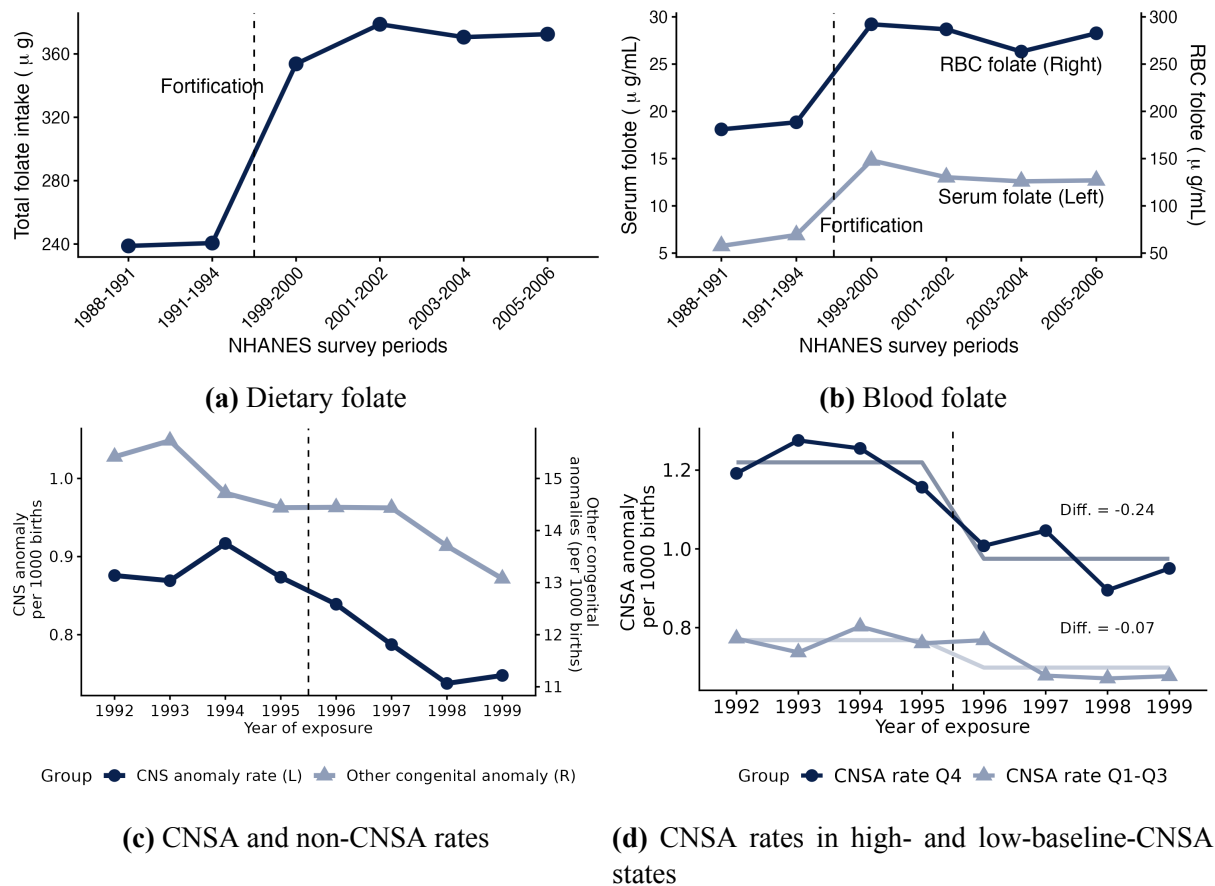 Total folate intake ( μ g)
360
320
280
240
Fortification
1988-1991
1991-1994
1999-2000
2001-2002
2003-2004
2005-2006
NHANES survey periods
(a) Dietary folate
Serum folote ( μ g/mL)
30
25
20
15
10
5
RBC folate (Right)
Serum folate (Left)
Fortification
300
250
200
150
100
50
RBC folote ( μ g/mL)
1988-1991
1991-1994
1999-2000
2001-2002
2003-2004
2005-2006
NHANES survey periods
(b) Blood folate
CNS anomaly
per 1000 births
1.0
0.9
0.8
15
14
13
12
11
Other congenital
anomalies (per 1000 births)
1992 1993 1994 1995 1996 1997 1998 1999
Year of exposure
Group CNS anomaly rate (L) Other congenital anomaly (R)
(c) CNSA and non-CNSA rates
CNSA anomaly
per 1000 births
1.2
1.0
0.8
Diff. = -0.24
Diff. = -0.07
1992 1993 1994 1995 1996 1997 1998 1999
Year of exposure
Group CNSA rate Q4 CNSA rate Q1-Q3
(d) CNSA rates in high- and low-baseline-CNSA
states